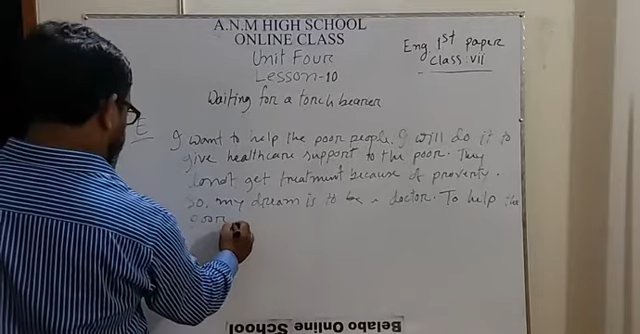 A.N.M HIGH SCHOOL
ONLINE CLASS
Unit Four
Lesson-10
Eng 1st paper
Class: VII
Waiting for a torch bearer
E
I want to help the poor people. I will do it to
give healthcare support to the poor. They
donot get treatment because of proverty.
So, my dream is to be a doctor. To help the
poor
Belabo Online School